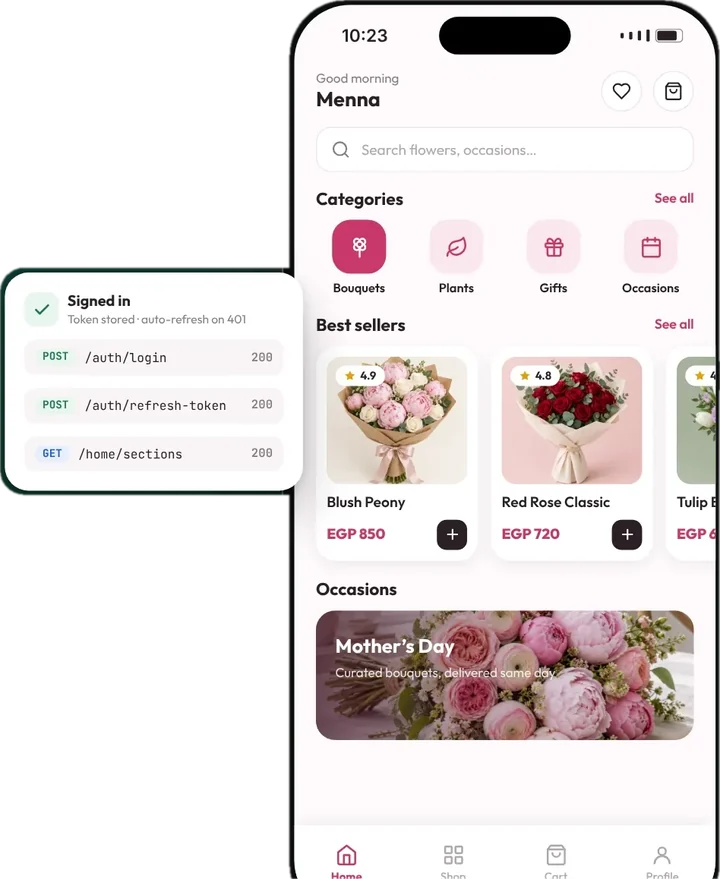 10:23
Good morning
Menna
Search flowers, occasions...
Categories
See all
Bouquets
Plants
Gifts
Occasions
Signed in
Token stored · auto-refresh on 401
POST /auth/login 200
POST /auth/refresh-token 200
GET /home/sections 200
Best sellers
See all
4.9
4.8
Blush Peony
Red Rose Classic
Tulip
EGP 850
EGP 720
EGP
Occasions
Mother's Day
Curated bouquets, delivered same day
Home
Shop
Cart
Profile